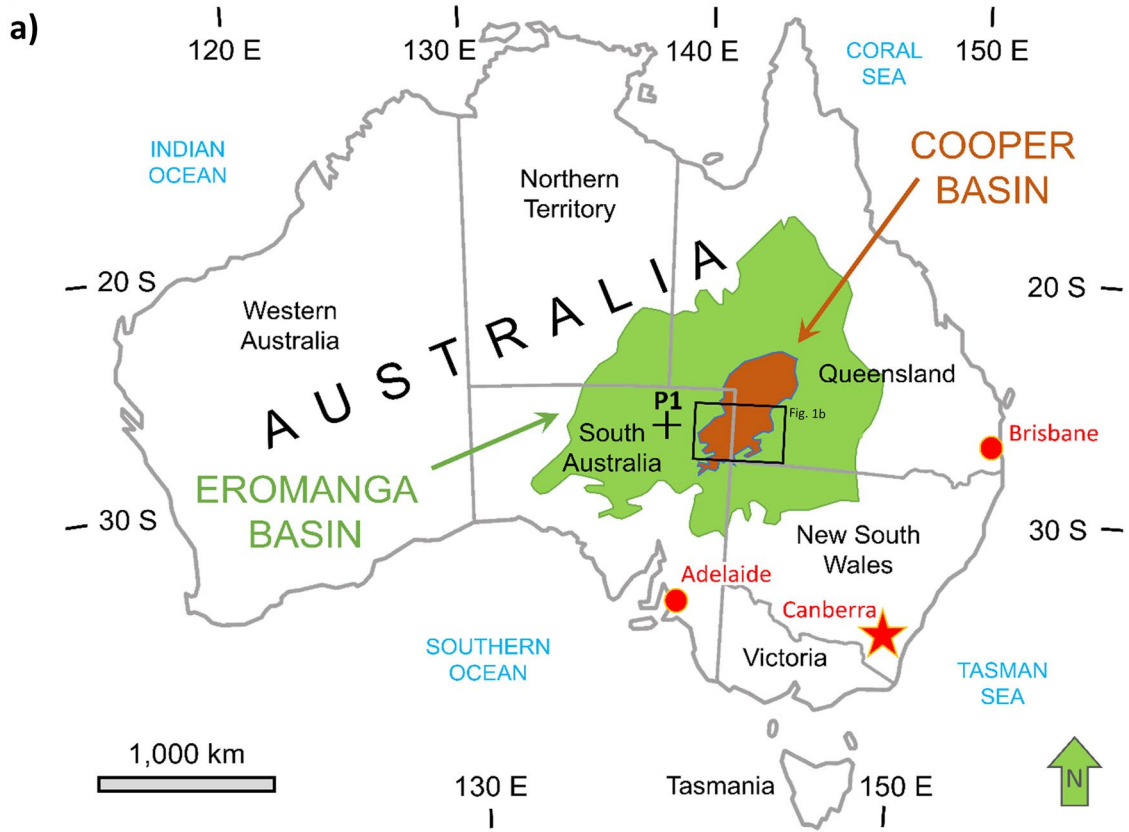 a)
120 E
130 E
140 E
150 E
CORAL
SEA
INDIAN
OCEAN
COOPER
BASIN
Northern
Territory
20 S
20 S
Western
Australia
AUSTRALIA
Queensland
P1
Fig. 1b
South
Australia
Brisbane
EROMANGA
BASIN
30 S
30 S
New South
Wales
Adelaide
Canberra
SOUTHERN
OCEAN
Victoria
TASMAN
SEA
1,000 km
130 E
Tasmania
150 E
N